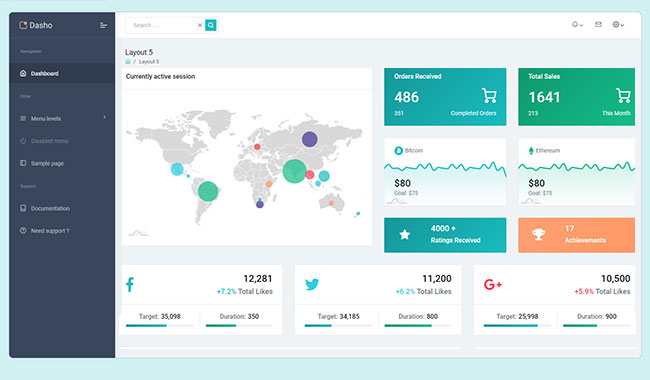 Dasho
Search . . .
×
Navigation
Dashboard
Other
Menu levels
Disabled menu
Sample page
Support
Documentation
Need support ?
Layout 5
/ Layout 5
Currently active session
Orders Received
486
351 Completed Orders
Total Sales
1641
213 This Month
Bitcoin
$80
Goal: $75
Ethereum
$80
Goal: $75
4000 +
Ratings Received
17
Achievements
12,281
+7.2% Total Likes
Target: 35,098 Duration: 350
11,200
+6.2% Total Likes
Target: 34,185 Duration: 800
G+
10,500
+5.9% Total Likes
Target: 25,998 Duration: 900